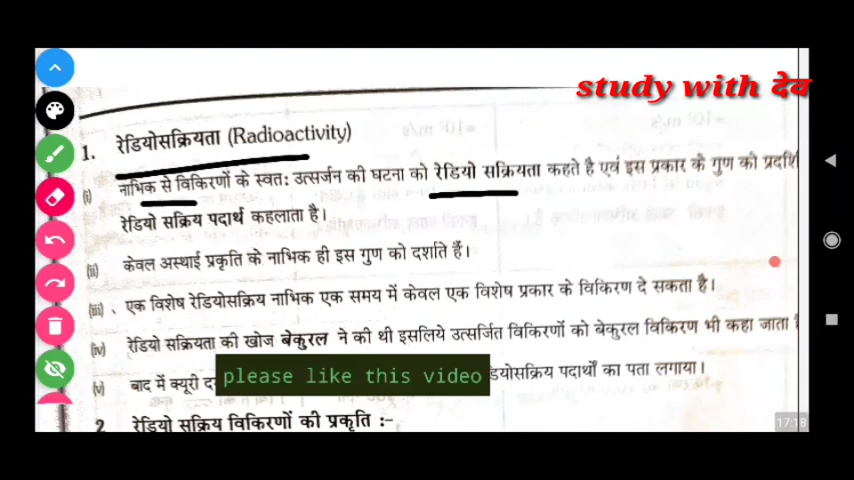 study with देव
1. रेडियोसक्रियता (Radioactivity)
(i) नाभिक से विकिरणों के स्वत: उत्सर्जन की घटना को रेडियो सक्रियता कहते है एवं इस प्रकार के गुण को
रेडियो सक्रिय पदार्थ कहलाता है।
(ii) केवल अस्थाई प्रकृति के नाभिक ही इस गुण को दर्शाते हैं।
(iii) एक विशेष रेडियोसक्रिय नाभिक एक समय में केवल एक विशेष प्रकार के विकिरण दे सकता है।
(iv) रेडियो सक्रियता की खोज बेकुरल ने की थी इसलिये उत्सर्जित विकिरणों को बेकुरल विकिरण भी कहा जाता
(v) बाद में क्यूरी पदार्थों का पता लगाया।
please like this video
2 रेडियो सक्रिय विकिरणों की प्रकृति :-
17:18